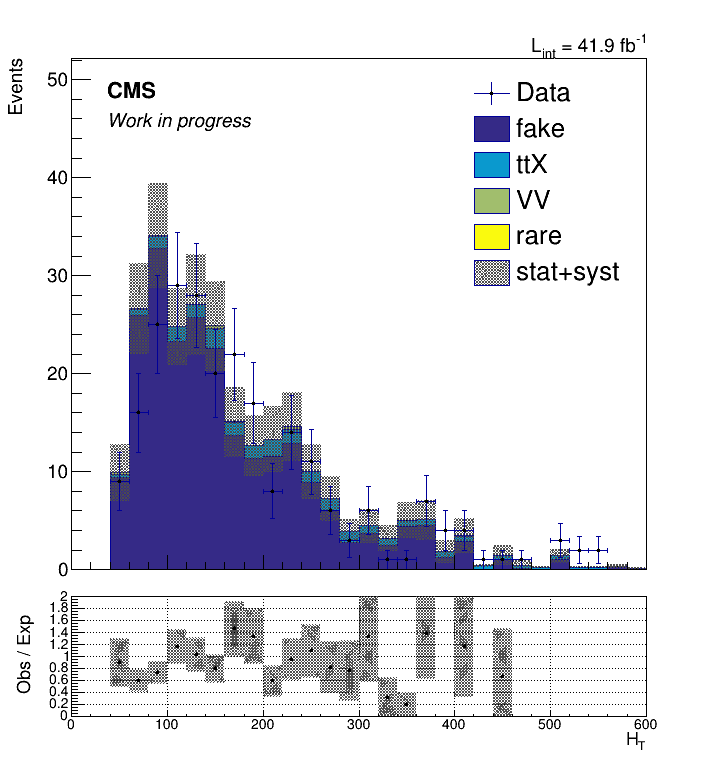 L_int = 41.9 fb^-1
Events
CMS
Work in progress
Data
fake
ttX
VV
rare
stat+syst
50
40
30
20
10
0
Obs / Exp
2
1.8
1.6
1.4
1.2
1
0.8
0.6
0.4
0.2
0
0 100 200 300 400 500 600
H_T